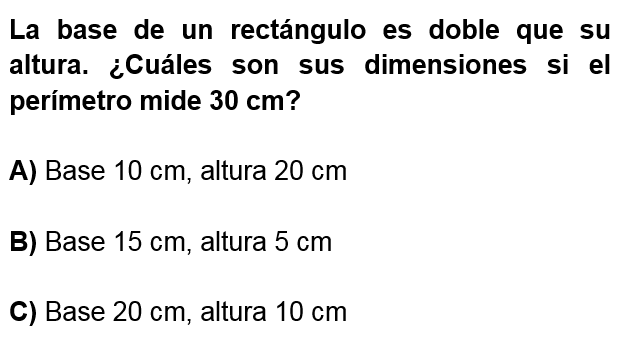 La base de un rectángulo es doble que su
altura. ¿Cuáles son sus dimensiones si el
perímetro mide 30 cm?
A) Base 10 cm, altura 20 cm
B) Base 15 cm, altura 5 cm
C) Base 20 cm, altura 10 cm